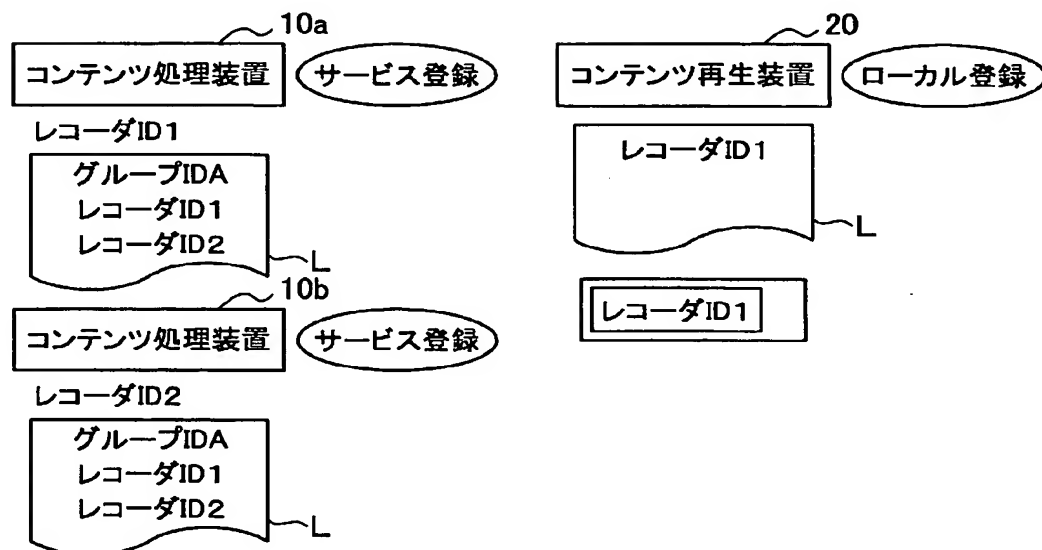 10a
コンテンツ処理装置
サービス登録
レコーダID1
グループIDA
レコーダID1
レコーダID2
L
10b
コンテンツ処理装置
サービス登録
レコーダID2
グループIDA
レコーダID1
レコーダID2
L
20
コンテンツ再生装置
ローカル登録
レコーダID1
L
レコーダID1